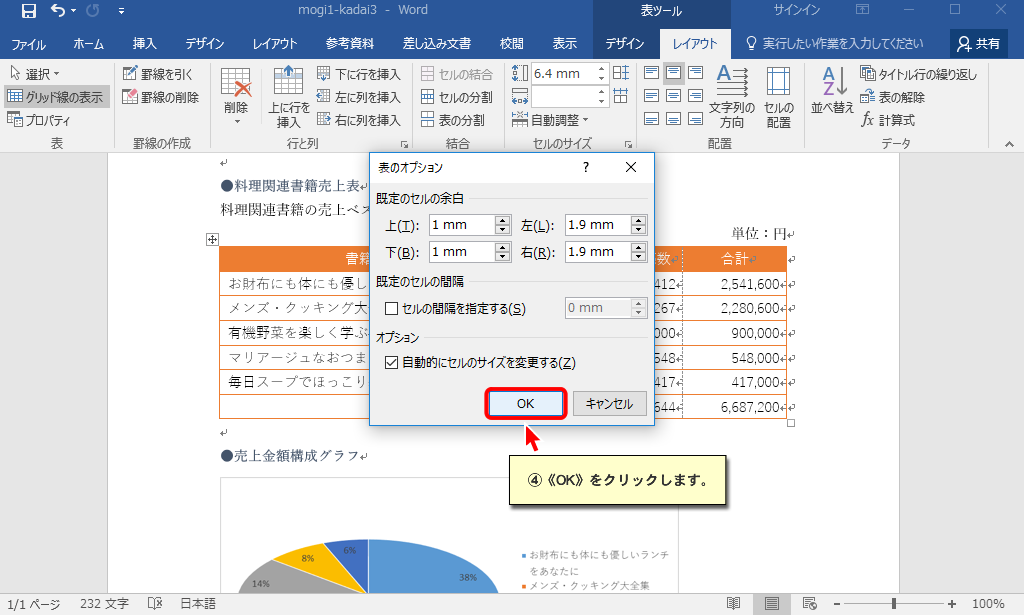 mogi1-kadai3 - Word
表ツール
サインイン
ファイル ホーム 挿入 デザイン レイアウト 参考資料 差し込み文書 校閲 表示 デザイン レイアウト 実行したい作業を入力してください 共有
選択
グリッド線の表示
プロパティ
表
罫線を引く
罫線の削除
罫線の作成
削除
上に行を
挿入
下に行を挿入
左に列を挿入
右に列を挿入
行と列
セルの結合
セルの分割
表の分割
結合
6.4 mm
自動調整
セルのサイズ
文字列の
方向
セルの
配置
配置
並べ替え
タイトル行の繰り返し
表の解除
fx 計算式
データ
●料理関連書籍売上表
料理関連書籍の売上ベス
単位：円
書籍
数 合計
お財布にも体にも優し 412 2,541,600
メンズ・クッキング大 267 2,280,600
有機野菜を楽しく学ぶ 000 900,000
マリアージュなおつま 548 548,000
毎日スープでほっこり 417 417,000
644 6,687,200
表のオプション
? ×
既定のセルの余白
上(T): 1 mm 左(L): 1.9 mm
下(B): 1 mm 右(R): 1.9 mm
既定のセルの間隔
セルの間隔を指定する(S) 0 mm
オプション
自動的にセルのサイズを変更する(Z)
OK キャンセル
④《OK》をクリックします。
●売上金額構成グラフ
6%
8%
14%
38%
お財布にも体にも優しいランチ
をあなたに
メンズ・クッキング大全集
1/1 ページ 232 文字 日本語 100%